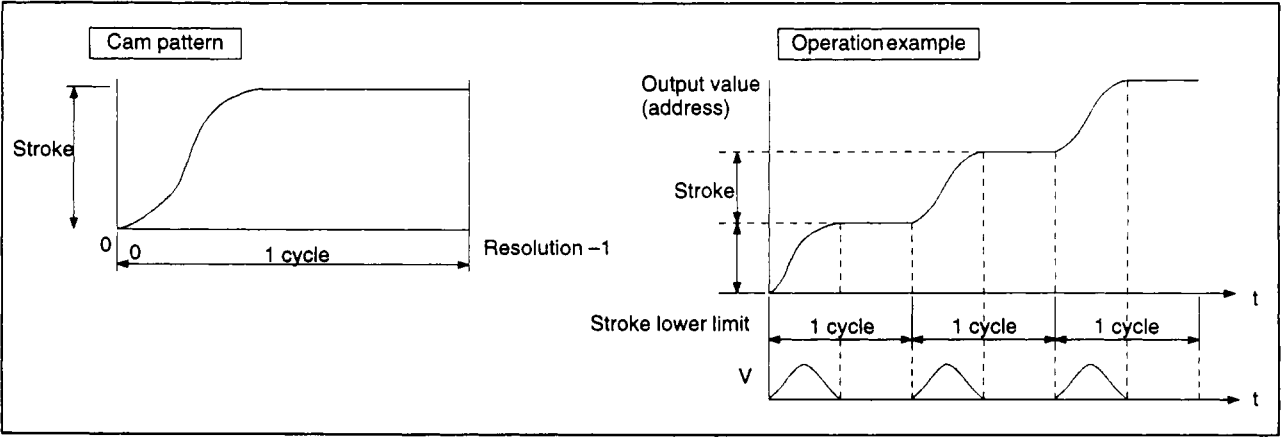 Cam pattern
Stroke
0
0
1 cycle
Resolution –1
Operation example
Output value
(address)
Stroke
t
Stroke lower limit
1 cycle
1 cycle
1 cycle
V
t